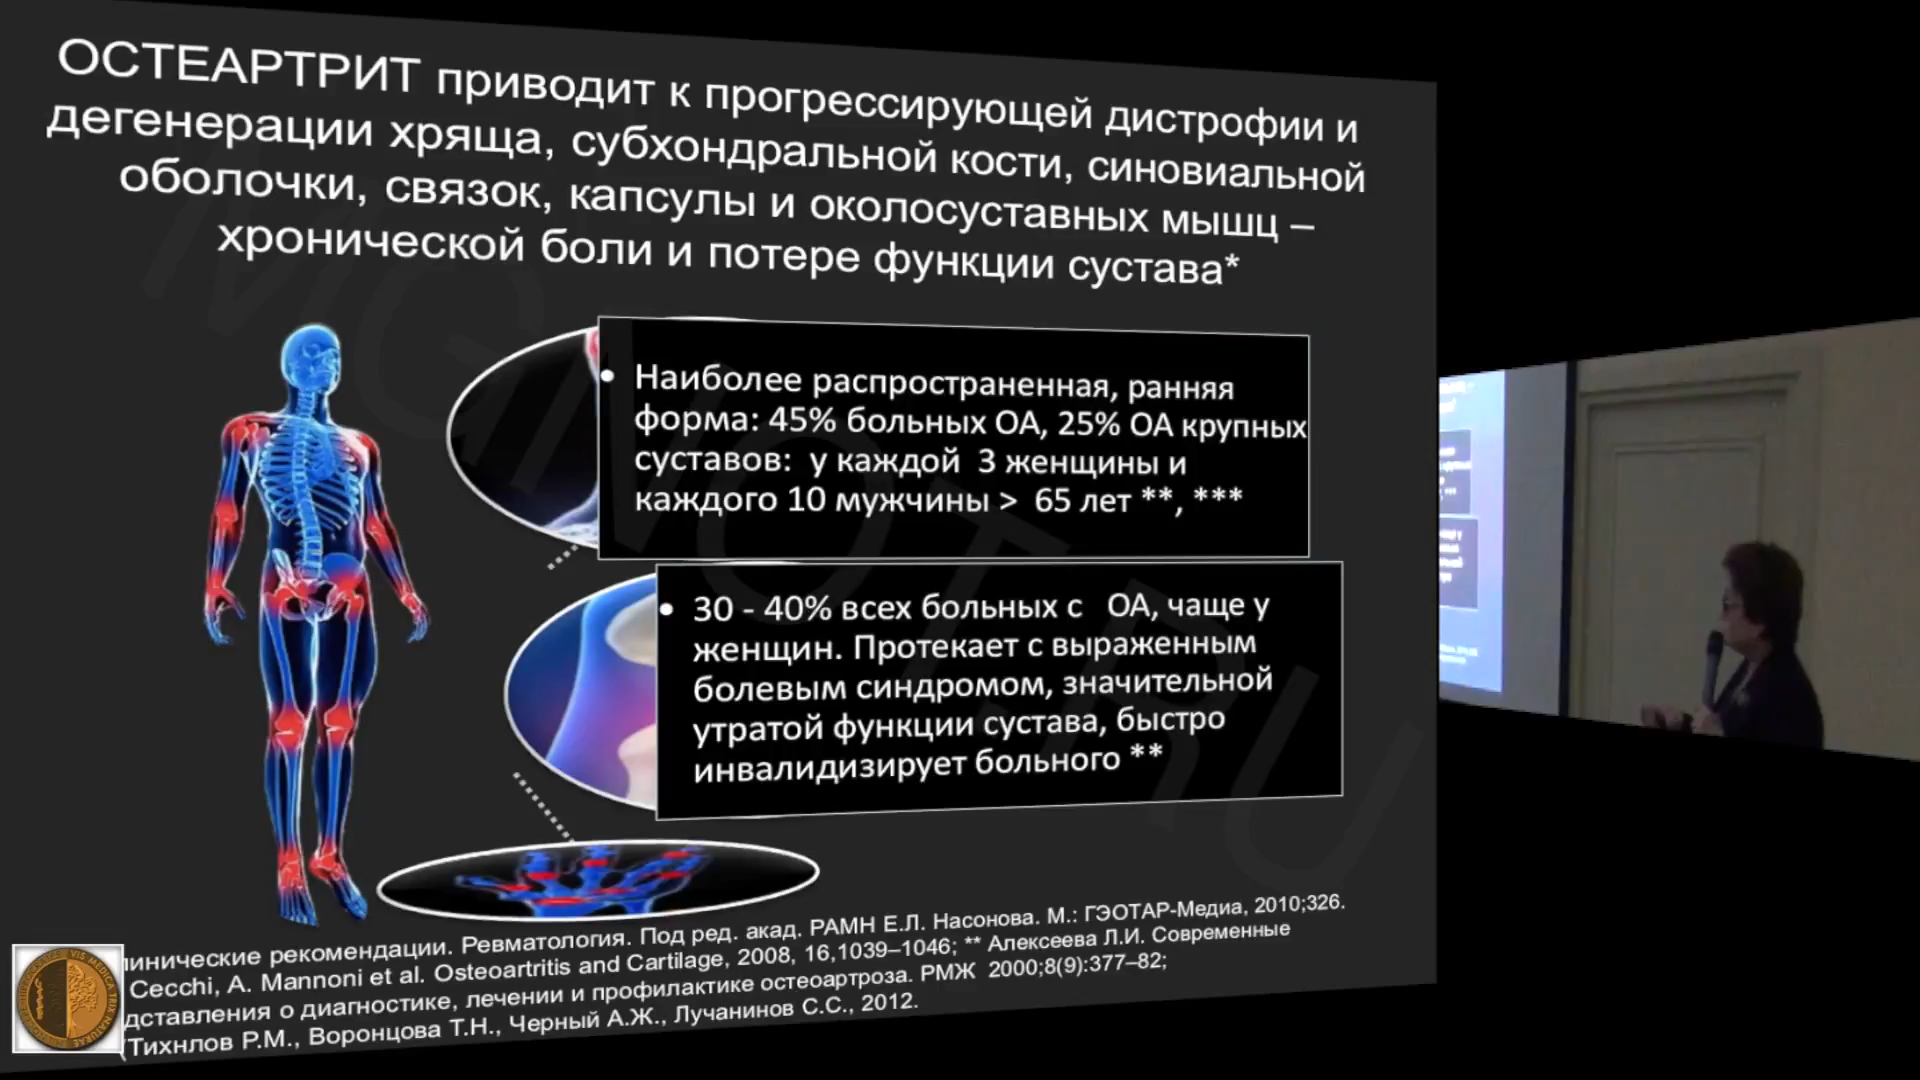 ОСТЕАРТРИТ приводит к прогрессирующей дистрофии и
дегенерации хряща, субхондральной кости, синовиальной
оболочки, связок, капсулы и околосуставных мышц –
хронической боли и потере функции сустава*
• Наиболее распространенная, ранняя
форма: 45% больных ОА, 25% ОА крупных
суставов: у каждой 3 женщины и
каждого 10 мужчины > 65 лет **, ***
• 30 - 40% всех больных с ОА, чаще у
женщин. Протекает с выраженным
болевым синдромом, значительной
утратой функции сустава, быстро
инвалидизирует больного **
линические рекомендации. Ревматология. Под ред. акад. РАМН Е.Л. Насонова. М.: ГЭОТАР-Медиа, 2010;326.
Cecchi, A. Mannoni et al. Osteoartritis and Cartilage, 2008, 16,1039–1046; ** Алексеева Л.И. Современные
дставления о диагностике, лечении и профилактике остеоартроза. РМЖ 2000;8(9):377–82;
(Тихнлов Р.М., Воронцова Т.Н., Черный А.Ж., Лучанинов С.С., 2012.
MGNOT.RU